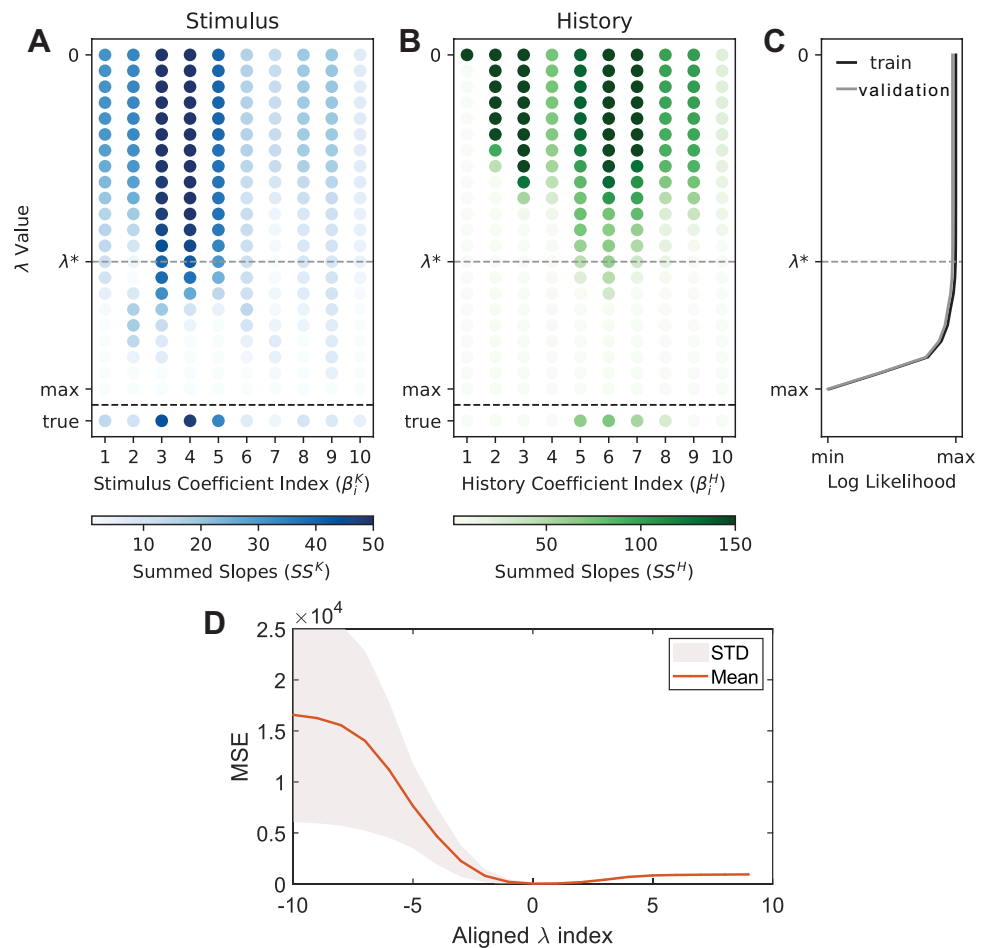 Stimulus
History
A
B
C
0
λ*
max
true
λ Value
1 2 3 4 5 6 7 8 9 10
Stimulus Coefficient Index (β_i^K)
10 20 30 40 50
Summed Slopes (SS^K)
1 2 3 4 5 6 7 8 9 10
History Coefficient Index (β_i^H)
50 100 150
Summed Slopes (SS^H)
0
train
validation
λ*
max
min max
Log Likelihood
D
×10^4
2.5
2
1.5
1
0.5
0
MSE
STD
Mean
-10 -5 0 5 10
Aligned λ index